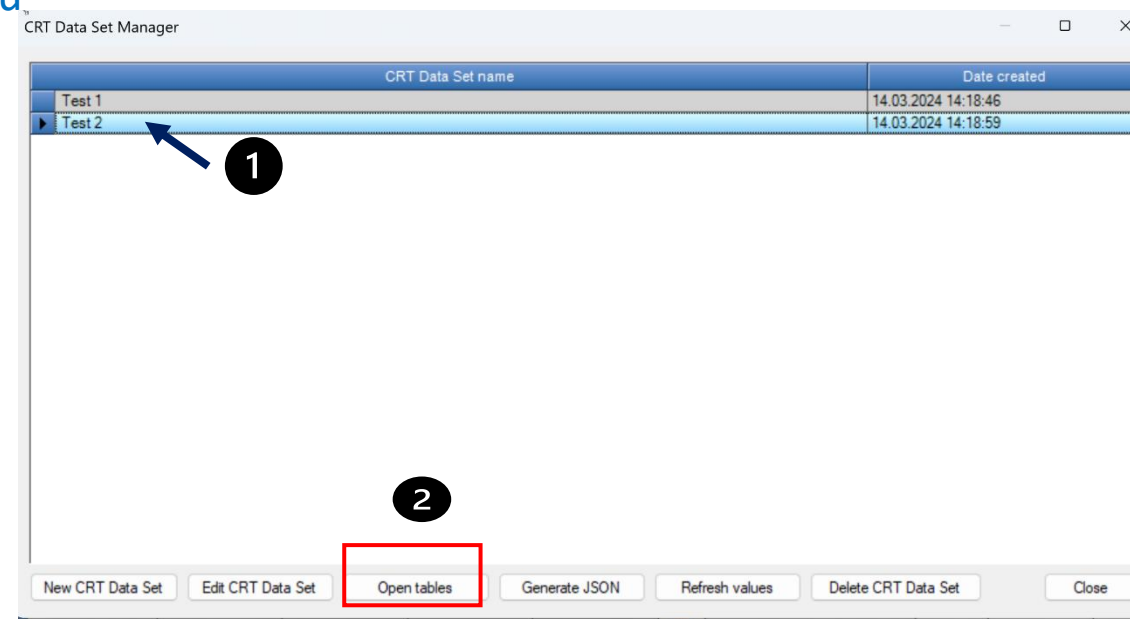 CRT Data Set Manager
CRT Data Set name Date created
Test 1 14.03.2024 14:18:46
Test 2 14.03.2024 14:18:59
1
2
New CRT Data Set Edit CRT Data Set Open tables Generate JSON Refresh values Delete CRT Data Set Close